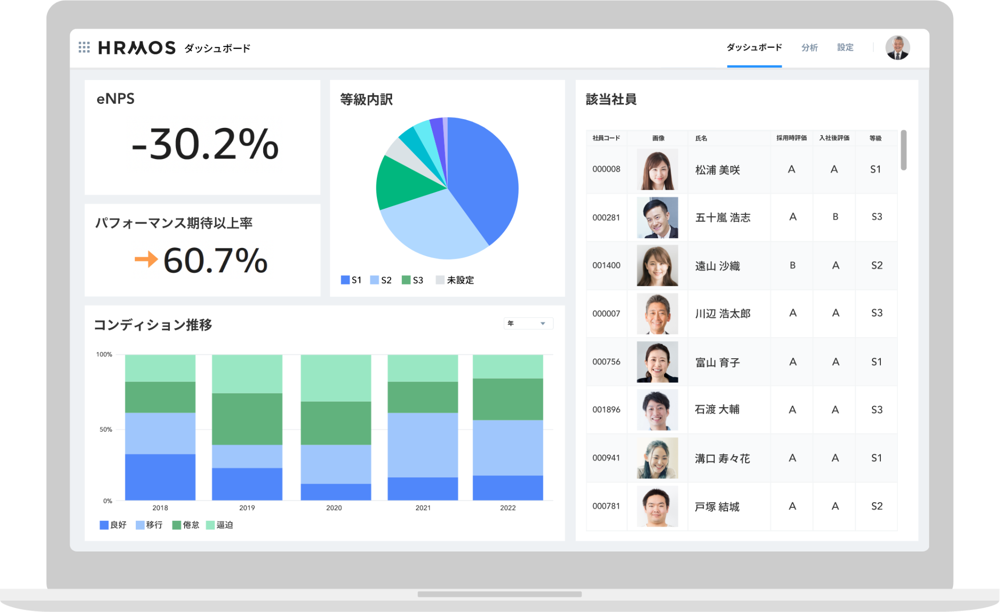 HRMOS ダッシュボード
ダッシュボード 分析 設定
eNPS
-30.2%
パフォーマンス期待以上率
60.7%
等級内訳
S1 S2 S3 未設定
コンディション推移
年
100%
50%
0%
2018 2019 2020 2021 2022
良好 移行 倦怠 逼迫
該当社員
社員コード 画像 氏名 採用時評価 入社後評価 等級
000008 松浦 美咲 A A S1
000281 五十嵐 浩志 A B S3
001400 遠山 沙織 B A S2
000007 川辺 浩太郎 A A S3
000756 富山 育子 A A S1
001896 石渡 大輔 A A S3
000941 溝口 寿々花 A A S1
000781 戸塚 結城 A A S2